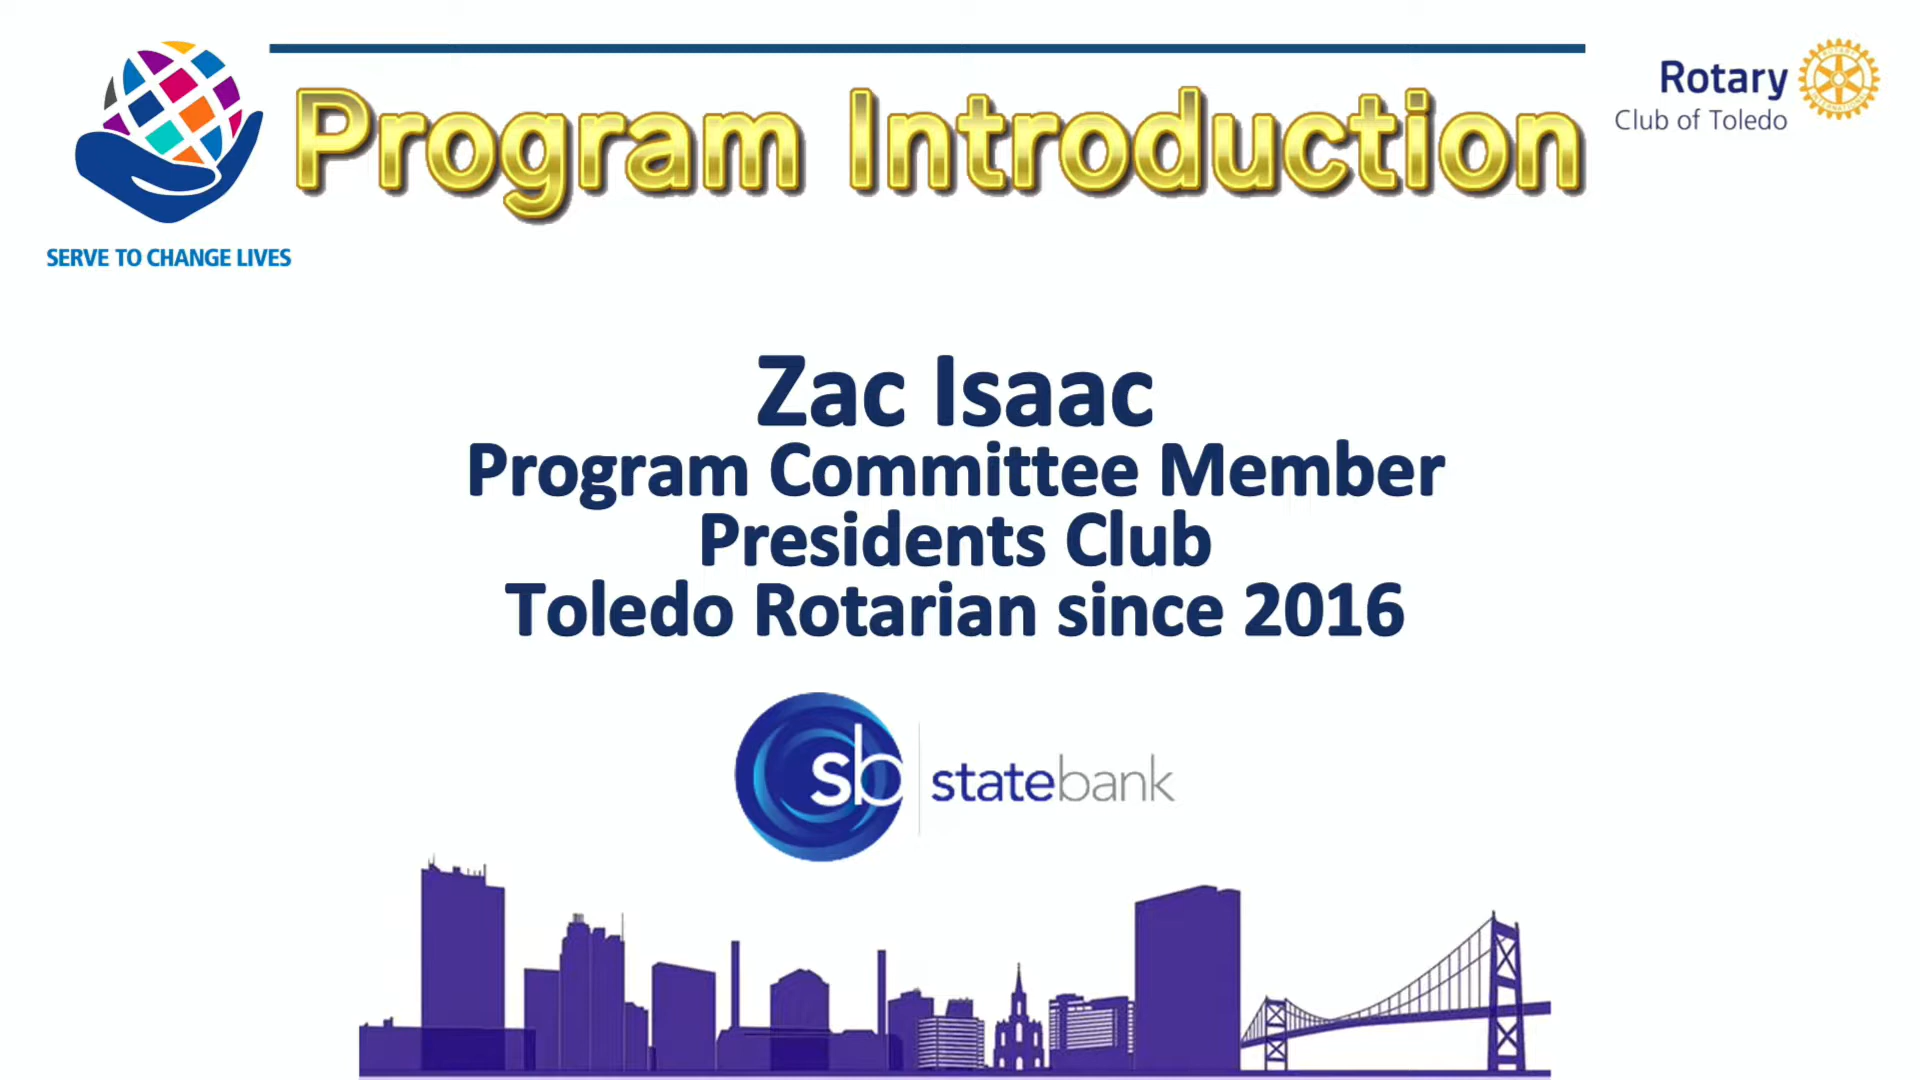 Program Introduction
Rotary
Club of Toledo
SERVE TO CHANGE LIVES
Zac Isaac
Program Committee Member
Presidents Club
Toledo Rotarian since 2016
sb statebank